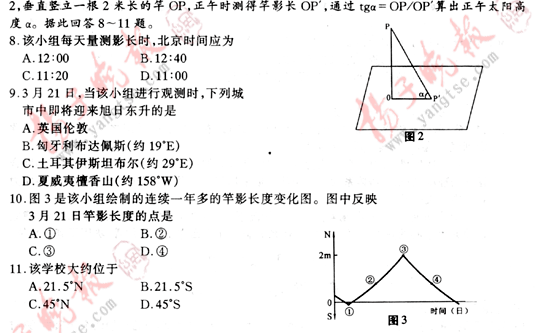 2,垂直竖立一根2米长的竿OP,正午时测得竿影长OP′,通过tgα=OP/OP′算出正午太阳高
度α。据此回答8~11题。
8.该小组每天量测影长时,北京时间应为
A.12:00 B.12:40
C.11:20 D.11:00
9.3月21日,当该小组进行观测时,下列城
市中即将迎来旭日东升的是
A.英国伦敦
B.匈牙利布达佩斯(约19°E)
C.土耳其伊斯坦布尔(约29°E)
D.夏威夷檀香山(约158°W)
P
0
α
P′
图2
10.图3是该小组绘制的连续一年多的竿影长度变化图。图中反映
3月21日竿影长度的点是
A.① B.②
C.③ D.④
11.该学校大约位于
A.21.5°N B.21.5°S
C.45°N D.45°S
N
2m
③
②
④
0
S
①
时间(日)
图3
扬子晚报
www.yangtse.com
扬子晚报